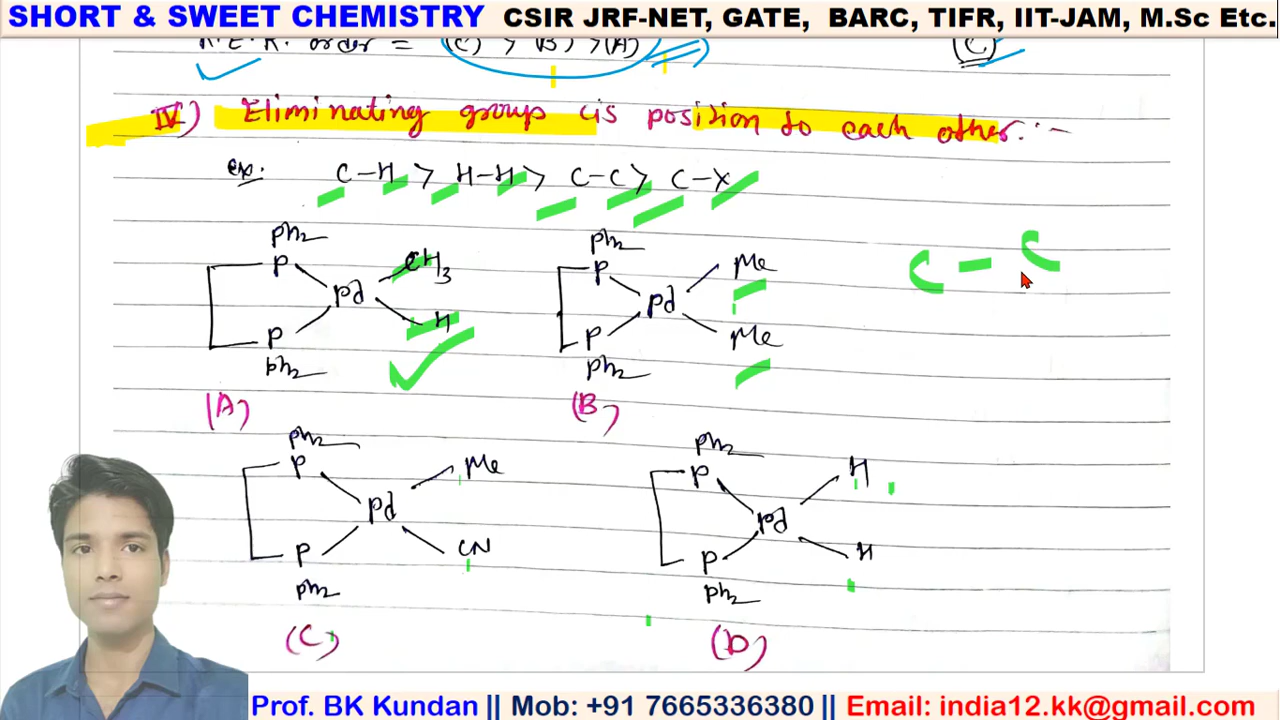 SHORT & SWEET CHEMISTRY CSIR JRF-NET, GATE, BARC, TIFR, IIT-JAM, M.Sc Etc.
R.E.R. order = (C) > (B) > (A)
(C)
IV) Eliminating group cis position to each other :-
ex:
C-H > H-H > C-C > C-X
C - C
Ph2
P
Pd
CH3
H
P
Ph2
(A)
Ph2
P
Pd
Me
Me
P
Ph2
(B)
Ph2
P
Pd
Me
CN
P
Ph2
(C)
Ph2
P
Pd
H
H
P
Ph2
(D)
Prof. BK Kundan || Mob: +91 7665336380 || Email: india12.kk@gmail.com